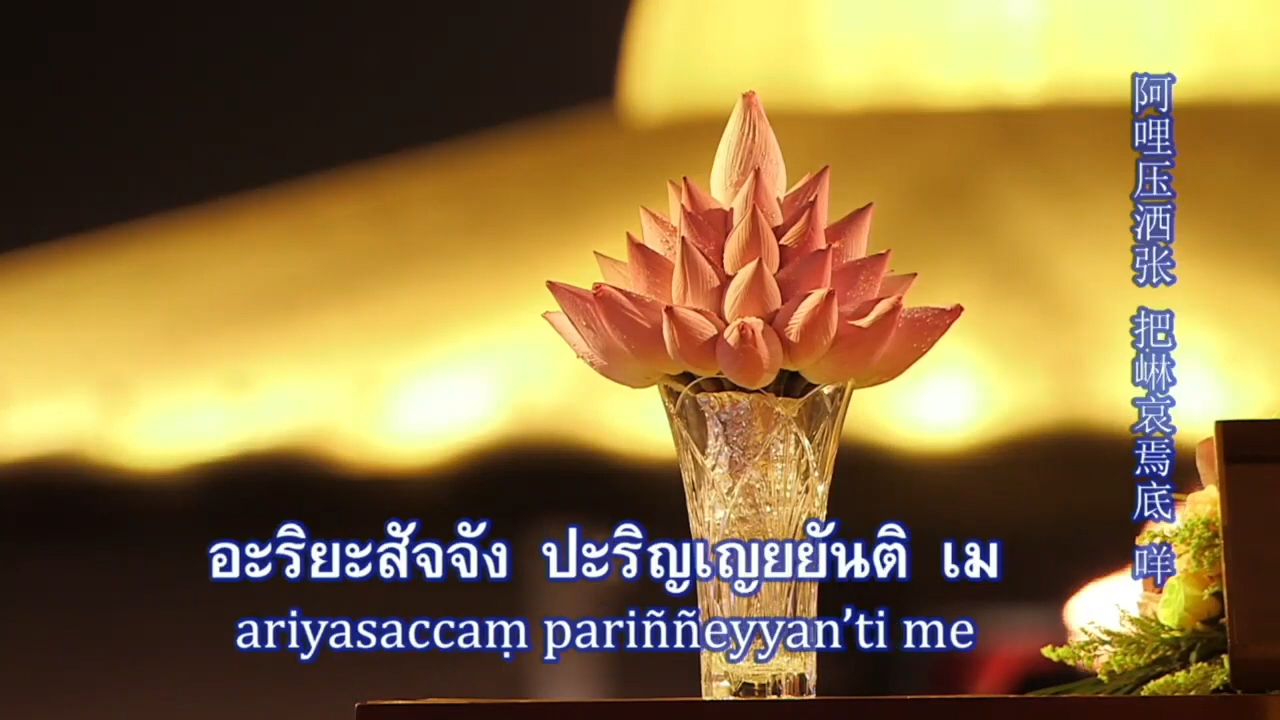 阿哩压洒张 把崊哀焉底 咩
อะริยะสัจจัง ปะริญเญยยันติ เม
ariyasaccaṃ pariññeyyan’ti me